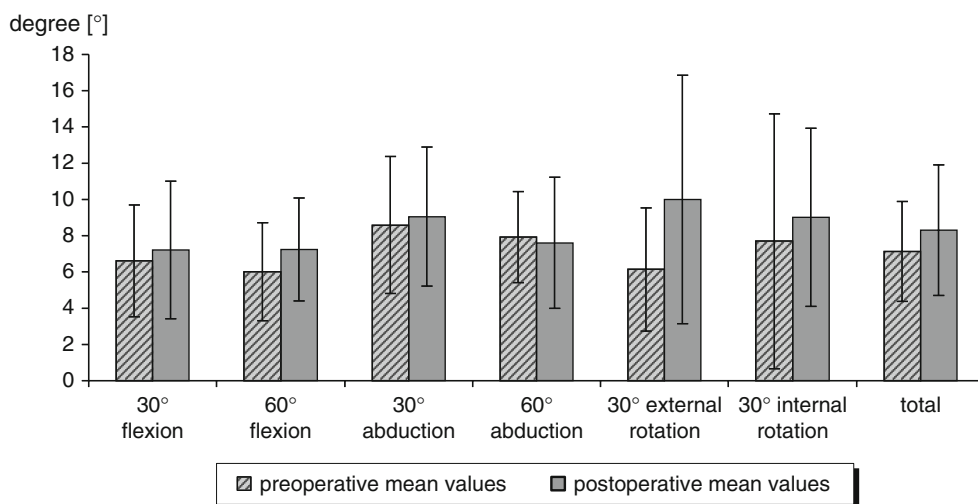 degree [°]
18
16
14
12
10
8
6
4
2
0
30° flexion
60° flexion
30° abduction
60° abduction
30° external rotation
30° internal rotation
total
preoperative mean values
postoperative mean values